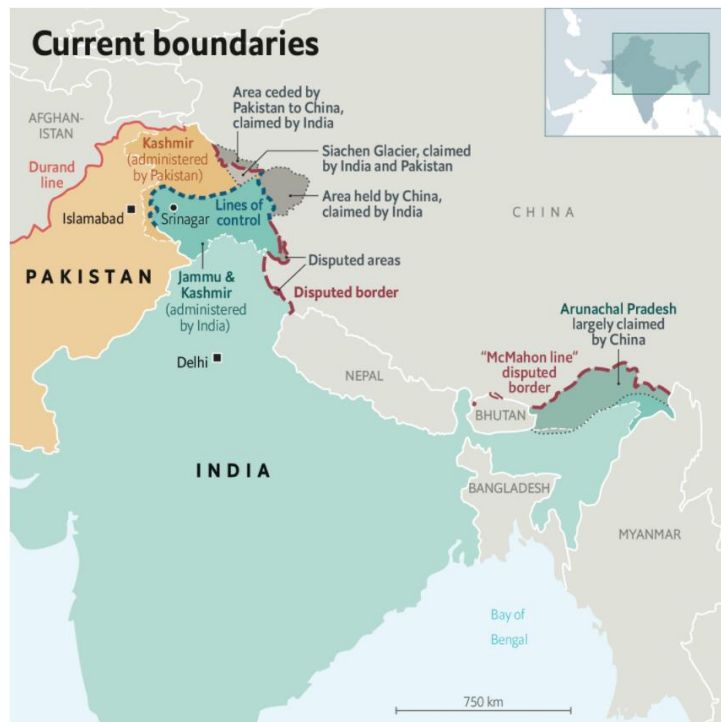 Current boundaries
AFGHAN-
ISTAN
Durand
line
Kashmir
(administered
by Pakistan)
Area ceded by
Pakistan to China,
claimed by India
Siachen Glacier, claimed
by India and Pakistan
Area held by China,
claimed by India
Islamabad
Srinagar
Lines of
control
CHINA
PAKISTAN
Jammu &
Kashmir
(administered
by India)
Disputed areas
Disputed border
Arunachal Pradesh
largely claimed
by China
Delhi
NEPAL
"McMahon line"
disputed
border
BHUTAN
INDIA
BANGLADESH
MYANMAR
Bay of
Bengal
750 km